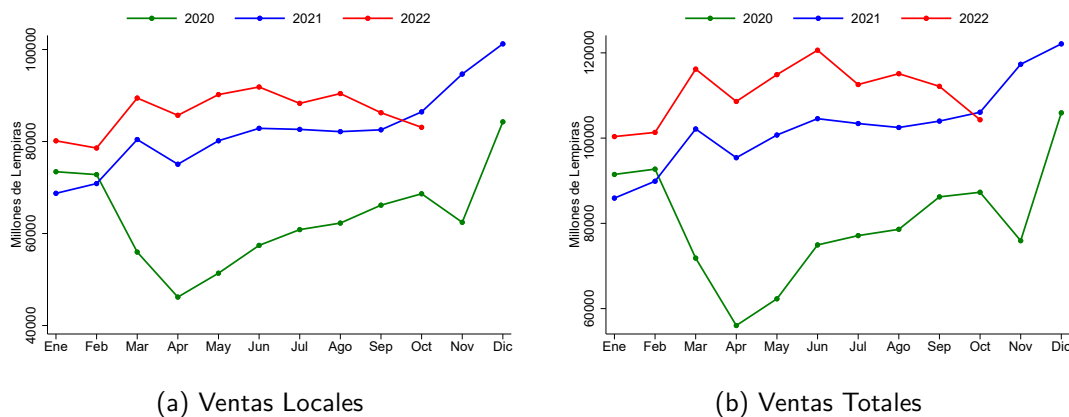 2020 2021 2022
Millones de Lempiras
100000
80000
60000
40000
Ene Feb Mar Apr May Jun Jul Ago Sep Oct Nov Dic
(a) Ventas Locales
2020 2021 2022
Millones de Lempiras
120000
100000
80000
60000
Ene Feb Mar Apr May Jun Jul Ago Sep Oct Nov Dic
(b) Ventas Totales